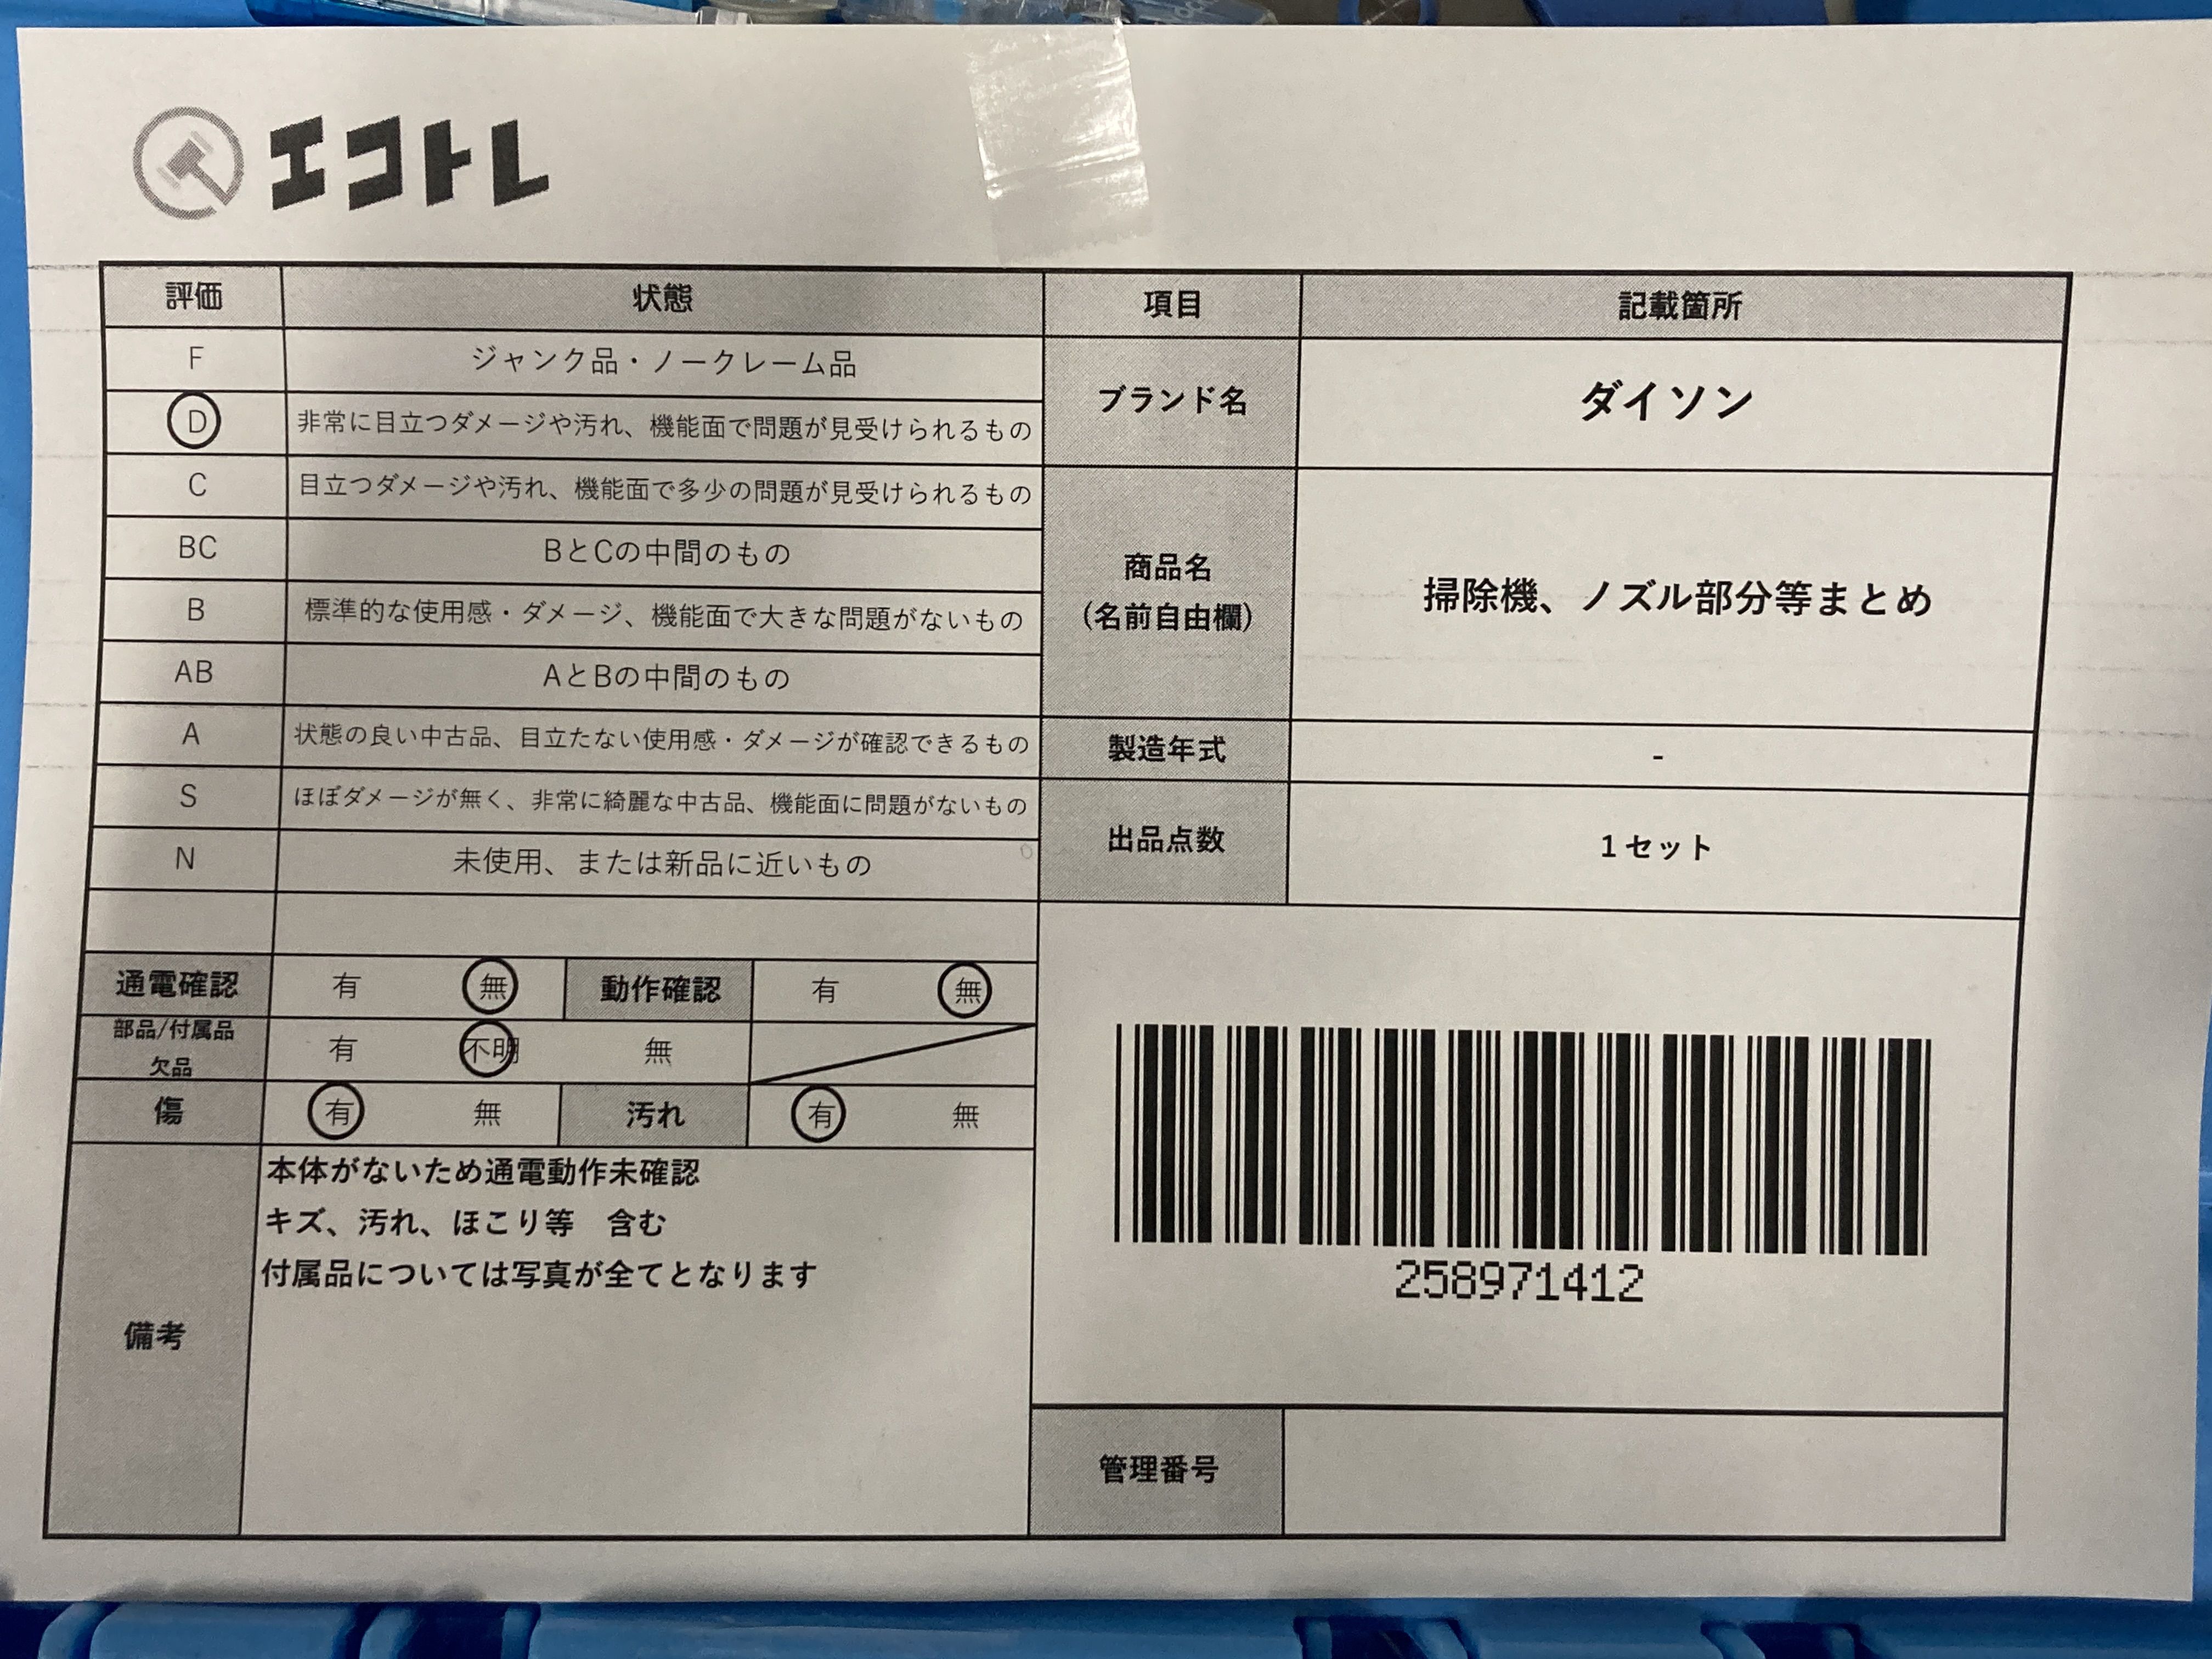 エコトレ
評価 状態 項目 記載箇所
F ジャンク品・ノークレーム品
D 非常に目立つダメージや汚れ、機能面で問題が見受けられるもの
ブランド名 ダイソン
C 目立つダメージや汚れ、機能面で多少の問題が見受けられるもの
BC BとCの中間のもの
B 標準的な使用感・ダメージ、機能面で大きな問題がないもの
商品名
(名前自由欄)
掃除機、ノズル部分等まとめ
AB AとBの中間のもの
A 状態の良い中古品、目立たない使用感・ダメージが確認できるもの
製造年式 -
S ほぼダメージが無く、非常に綺麗な中古品、機能面に問題がないもの
出品点数 1セット
N 未使用、または新品に近いもの
通電確認 有 無 動作確認 有 無
部品/付属品
欠品
有 不明 無
傷 有 無 汚れ 有 無
備考
本体がないため通電動作未確認
キズ、汚れ、ほこり等　含む
付属品については写真が全てとなります
258971412
管理番号